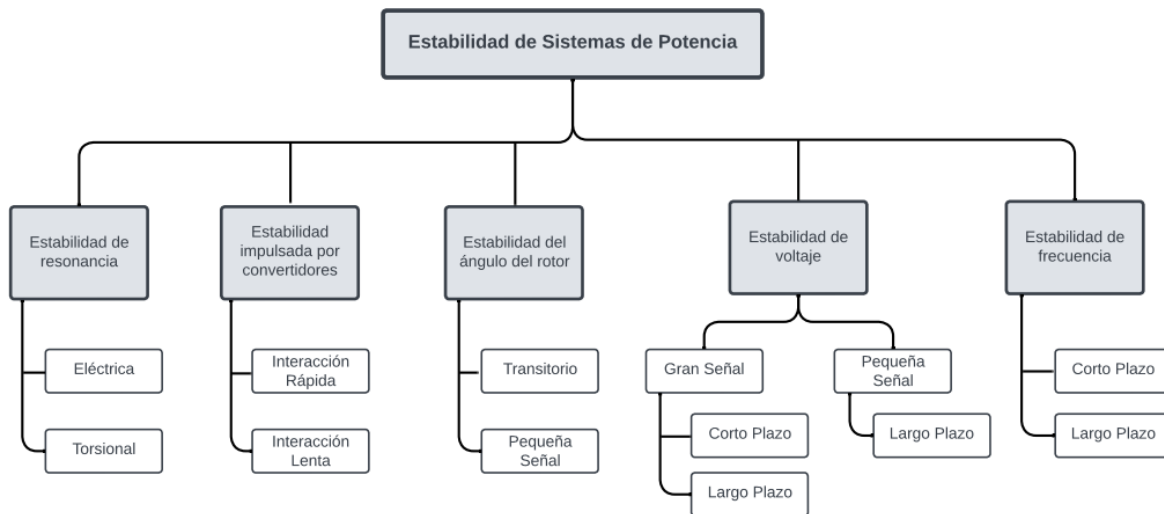 Estabilidad de Sistemas de Potencia
Estabilidad de
resonancia
Estabilidad
impulsada por
convertidores
Estabilidad del
ángulo del rotor
Estabilidad de
voltaje
Estabilidad de
frecuencia
Eléctrica
Torsional
Interacción
Rápida
Interacción
Lenta
Transitorio
Pequeña
Señal
Gran Señal
Corto Plazo
Largo Plazo
Pequeña
Señal
Largo Plazo
Corto Plazo
Largo Plazo